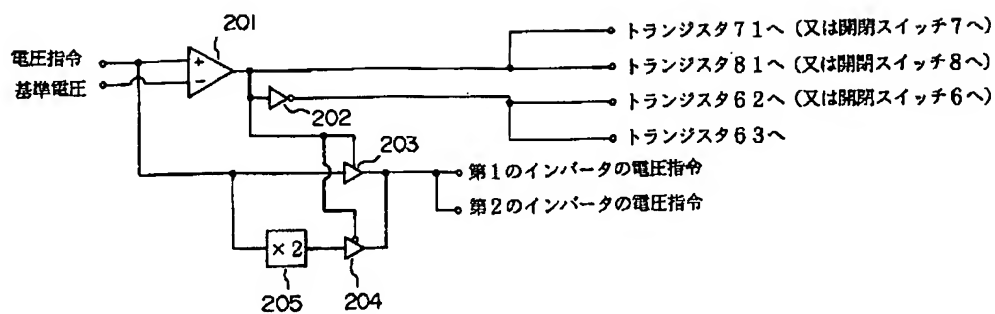 201
電圧指令
基準電圧
+
−
トランジスタ71へ（又は開閉スイッチ7へ）
トランジスタ81へ（又は開閉スイッチ8へ）
トランジスタ62へ（又は開閉スイッチ6へ）
トランジスタ63へ
202
203
第1のインバータの電圧指令
第2のインバータの電圧指令
×2
205
204